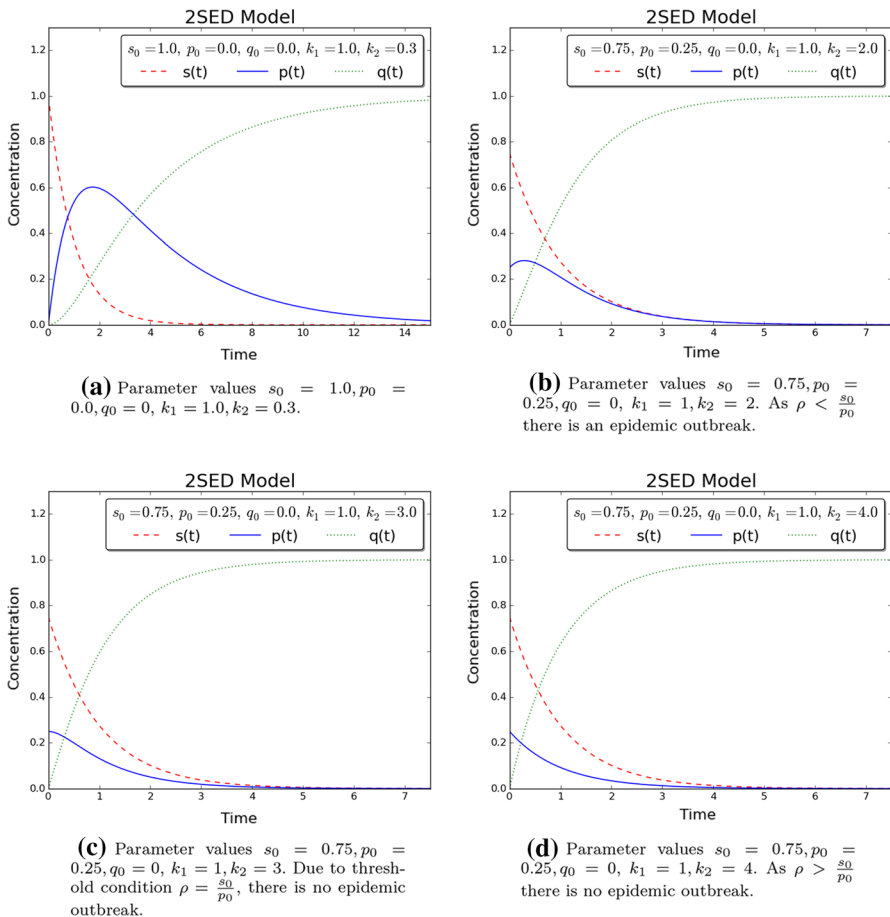 2SED Model
s₀ =1.0, p₀ =0.0, q₀ =0.0, k₁ =1.0, k₂ =0.3
s(t) p(t) q(t)
1.2
1.0
0.8
0.6
0.4
0.2
0.0
Concentration
0 2 4 6 8 10 12 14
Time
(a) Parameter values s₀ = 1.0, p₀ =
0.0, q₀ = 0, k₁ = 1.0, k₂ = 0.3.
2SED Model
s₀ =0.75, p₀ =0.25, q₀ =0.0, k₁ =1.0, k₂ =2.0
s(t) p(t) q(t)
1.2
1.0
0.8
0.6
0.4
0.2
0.0
Concentration
0 1 2 3 4 5 6 7
Time
(b) Parameter values s₀ = 0.75, p₀ =
0.25, q₀ = 0, k₁ = 1, k₂ = 2. As ρ < s₀/p₀
there is an epidemic outbreak.
2SED Model
s₀ =0.75, p₀ =0.25, q₀ =0.0, k₁ =1.0, k₂ =3.0
s(t) p(t) q(t)
1.2
1.0
0.8
0.6
0.4
0.2
0.0
Concentration
0 1 2 3 4 5 6 7
Time
(c) Parameter values s₀ = 0.75, p₀ =
0.25, q₀ = 0, k₁ = 1, k₂ = 3. Due to thresh-
old condition ρ = s₀/p₀, there is no epidemic
outbreak.
2SED Model
s₀ =0.75, p₀ =0.25, q₀ =0.0, k₁ =1.0, k₂ =4.0
s(t) p(t) q(t)
1.2
1.0
0.8
0.6
0.4
0.2
0.0
Concentration
0 1 2 3 4 5 6 7
Time
(d) Parameter values s₀ = 0.75, p₀ =
0.25, q₀ = 0, k₁ = 1, k₂ = 4. As ρ > s₀/p₀
there is no epidemic outbreak.